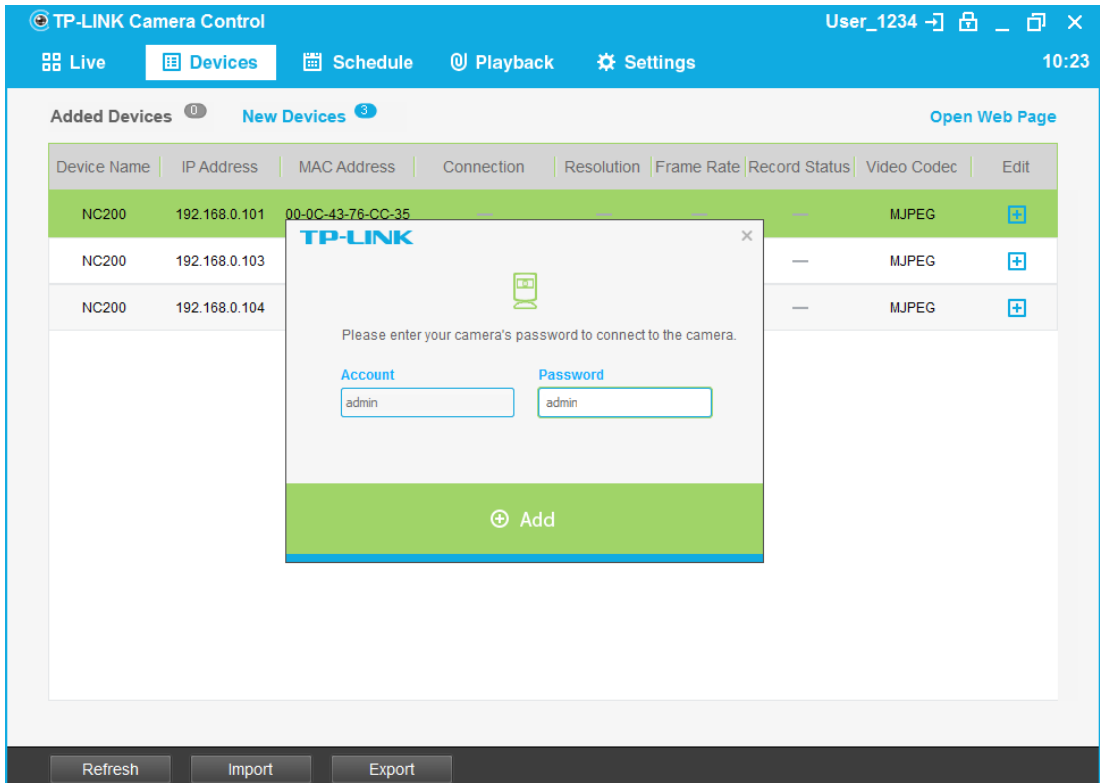 TP-LINK Camera Control User_1234
Live Devices Schedule Playback Settings 10:23
Added Devices 0 New Devices 3 Open Web Page
Device Name IP Address MAC Address Connection Resolution Frame Rate Record Status Video Codec Edit
NC200 192.168.0.101 00-0C-43-76-CC-35 — — — — MJPEG
TP-LINK
NC200 192.168.0.103 — MJPEG
NC200 192.168.0.104 — MJPEG
Please enter your camera's password to connect to the camera.
Account Password
admin admin
Add
Refresh Import Export